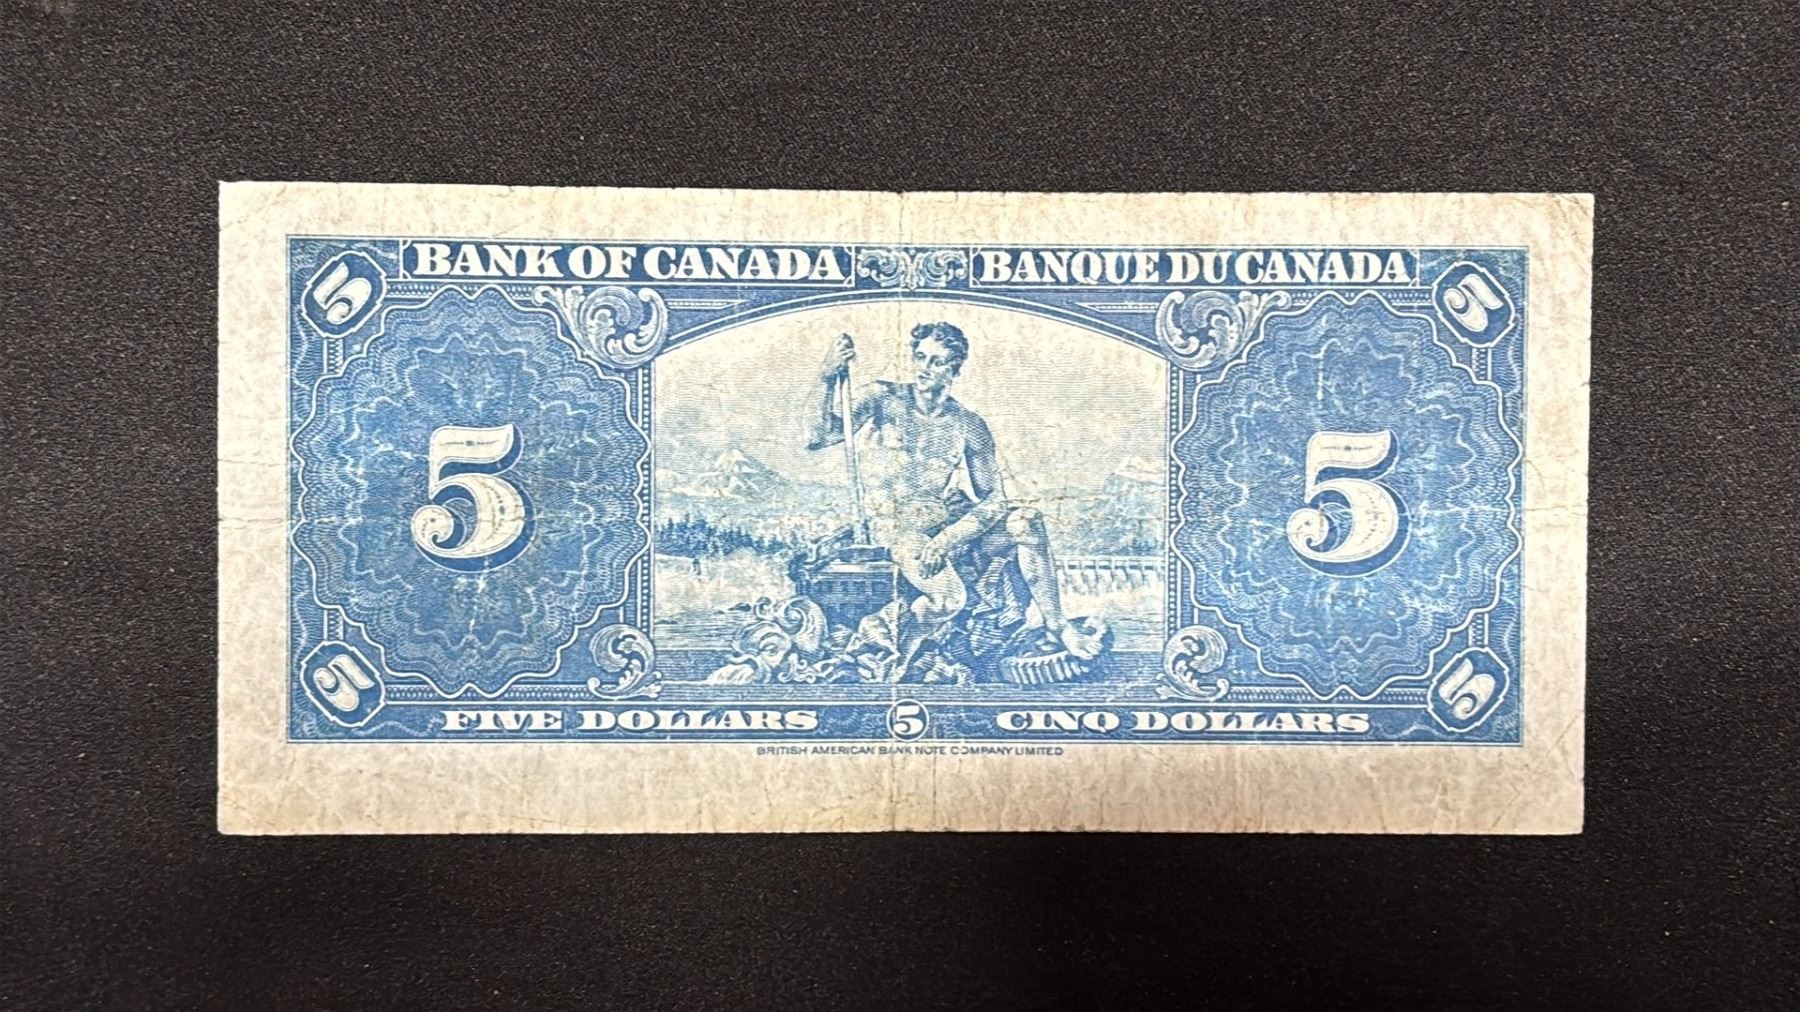 BANK OF CANADA BANQUE DU CANADA
5 5
5 5
5 5
FIVE DOLLARS 5 CINQ DOLLARS
BRITISH AMERICAN BANK NOTE COMPANY LIMITED